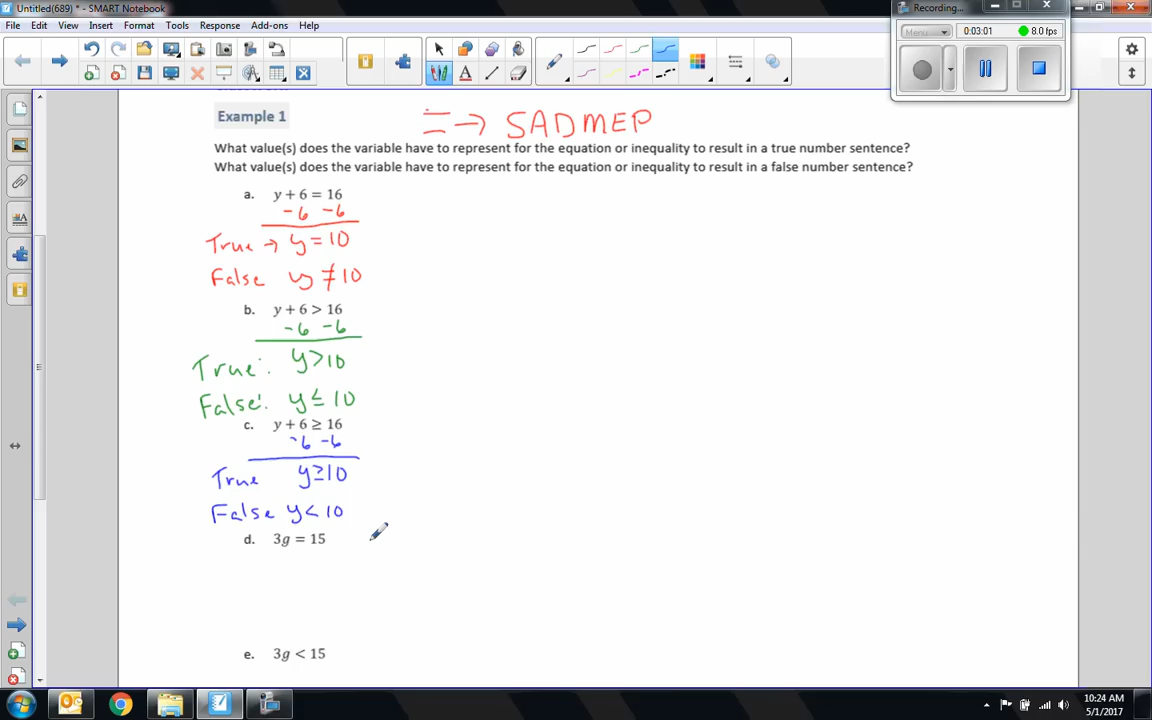 Untitled(689) * - SMART Notebook
Recording...
File Edit View Insert Format Tools Response Add-ons Help
Menu 0:03:01 8.0 fps
Example 1
= → SADMEP
What value(s) does the variable have to represent for the equation or inequality to result in a true number sentence?
What value(s) does the variable have to represent for the equation or inequality to result in a false number sentence?
a. y + 6 = 16
-6 -6
True → y = 10
False y ≠ 10
b. y + 6 > 16
-6 -6
True: y > 10
False: y ≤ 10
c. y + 6 ≥ 16
-6 -6
True y ≥ 10
False y < 10
d. 3g = 15
e. 3g < 15
10:24 AM
5/1/2017